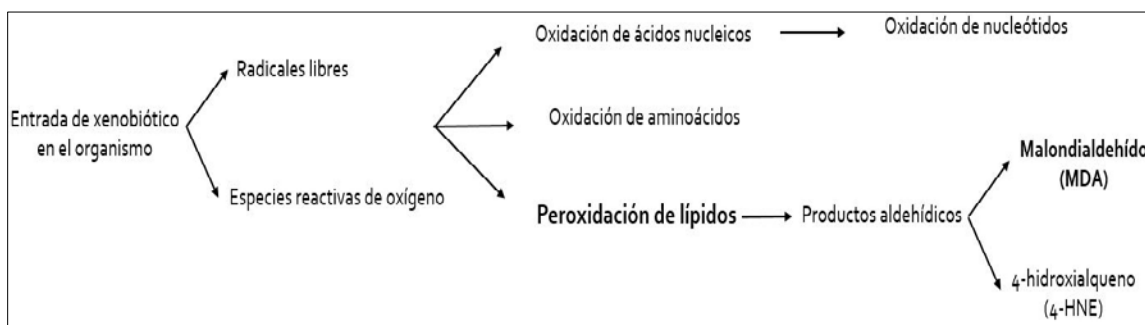 Oxidación de ácidos nucleicos
Oxidación de nucleótidos
Radicales libres
Entrada de xenobiótico
en el organismo
Oxidación de aminoácidos
Especies reactivas de oxígeno
Peroxidación de lípidos
Productos aldehídicos
Malondialdehído
(MDA)
4-hidroxialqueno
(4-HNE)